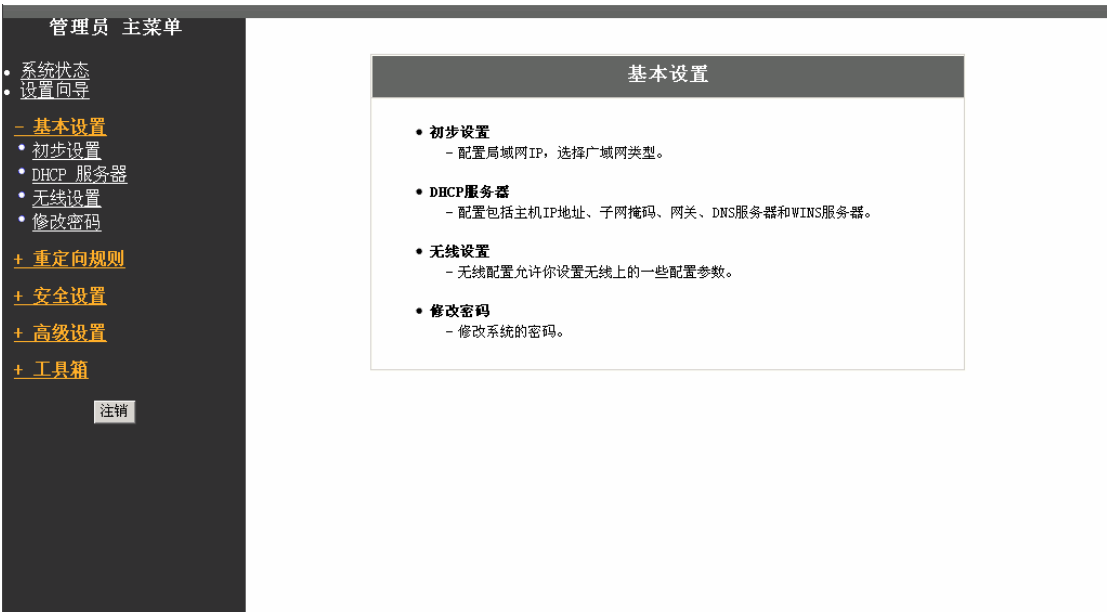 管理员 主菜单
• 系统状态
• 设置向导
- 基本设置
• 初步设置
• DHCP 服务器
• 无线设置
• 修改密码
+ 重定向规则
+ 安全设置
+ 高级设置
+ 工具箱
注销
基本设置
• 初步设置
- 配置局域网IP，选择广域网类型。
• DHCP服务器
- 配置包括主机IP地址、子网掩码、网关、DNS服务器和WINS服务器。
• 无线设置
- 无线配置允许你设置无线上的一些配置参数。
• 修改密码
- 修改系统的密码。